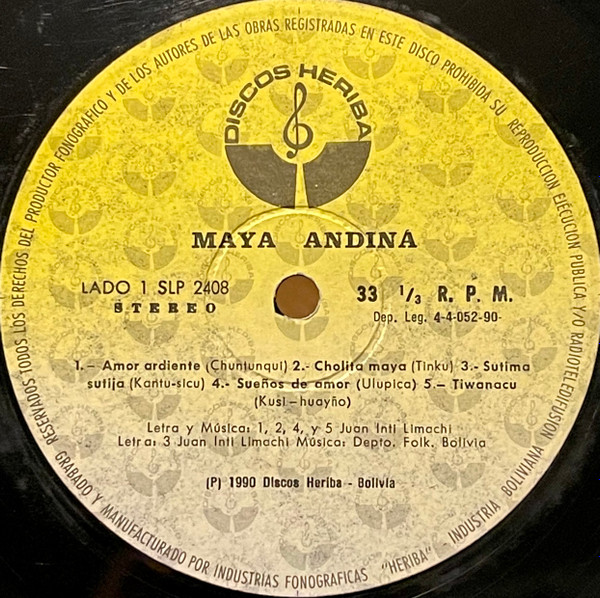 RESERVADOS TODOS LOS DERECHOS DEL PRODUCTOR FONOGRAFICO Y DE LOS AUTORES DE LAS OBRAS REGISTRADAS EN ESTE DISCO PROHIBIDA SU REPRODUCCION EJECUCION PUBLICA Y/O RADIOTELEDIFUSION
DISCOS HERIBA
MAYA ANDINA
LADO 1 SLP 2408
STEREO
33 1/3 R. P. M.
Dep. Leg. 4-4-052-90-
1.- Amor ardiente (Chuntunqui) 2.- Cholita maya (Tinku) 3.- Sutima
sutija (Kantu-sicu) 4.- Sueños de amor (Ulupica) 5.- Tiwanacu
(Kusi-huayño)
Letra y Música: 1, 2, 4, y 5 Juan Inti Limachi
Letra: 3 Juan Inti Limachi Música: Depto. Folk. Bolivia
(P) 1990 Discos Heriba - Bolivia
GRABADO Y MANUFACTURADO POR INDUSTRIAS FONOGRAFICAS "HERIBA" - INDUSTRIA BOLIVIANA